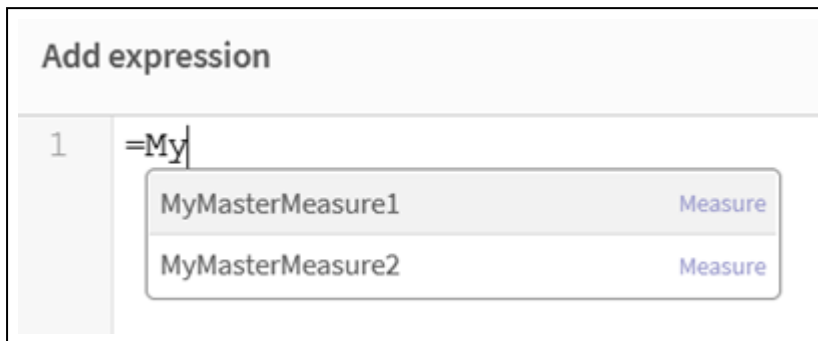 Add expression
1 =My
MyMasterMeasure1 Measure
MyMasterMeasure2 Measure